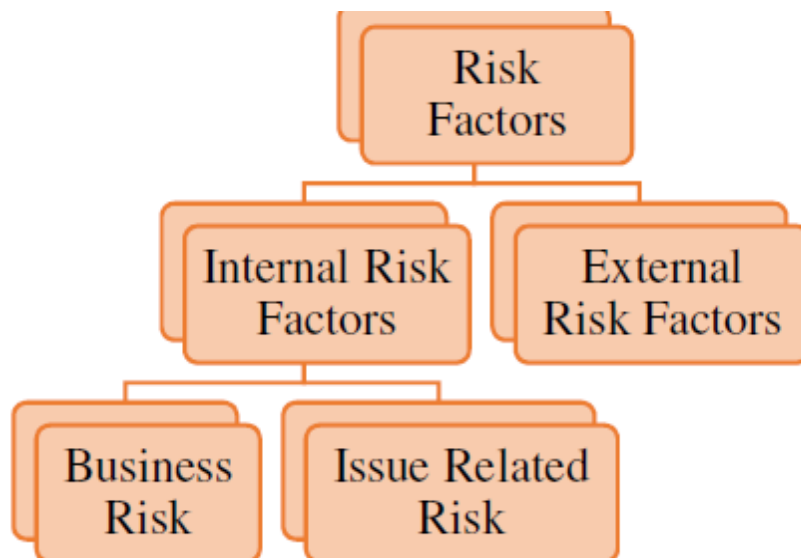 Risk
Factors
Internal Risk
Factors
External
Risk Factors
Business
Risk
Issue Related
Risk